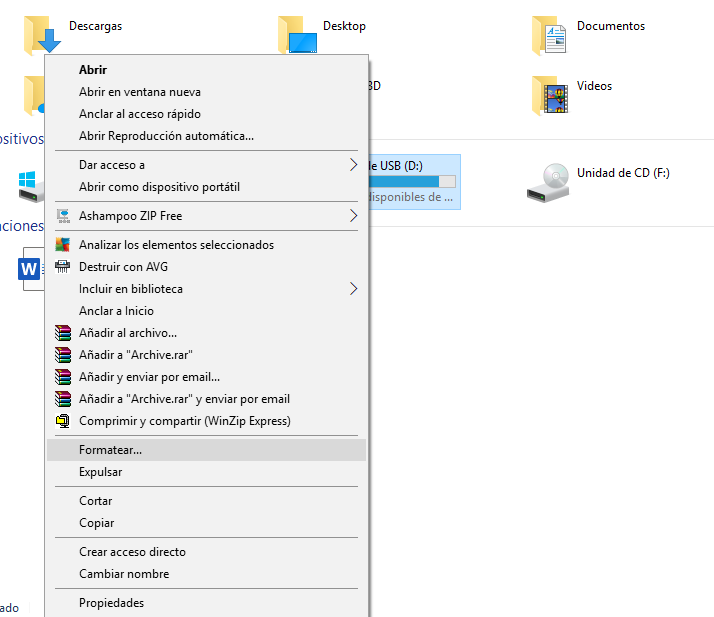 Descargas
Desktop
Documentos
3D
Videos
Abrir
Abrir en ventana nueva
Anclar al acceso rápido
Abrir Reproducción automática...
Dar acceso a
Abrir como dispositivo portátil
Ashampoo ZIP Free
Analizar los elementos seleccionados
Destruir con AVG
Incluir en biblioteca
Anclar a Inicio
Añadir al archivo...
Añadir a "Archive.rar"
Añadir y enviar por email...
Añadir a "Archive.rar" y enviar por email
Comprimir y compartir (WinZip Express)
Formatear...
Expulsar
Cortar
Copiar
Crear acceso directo
Cambiar nombre
Propiedades
ositivos
de USB (D:)
disponibles de ...
Unidad de CD (F:)
ciones
W
ado